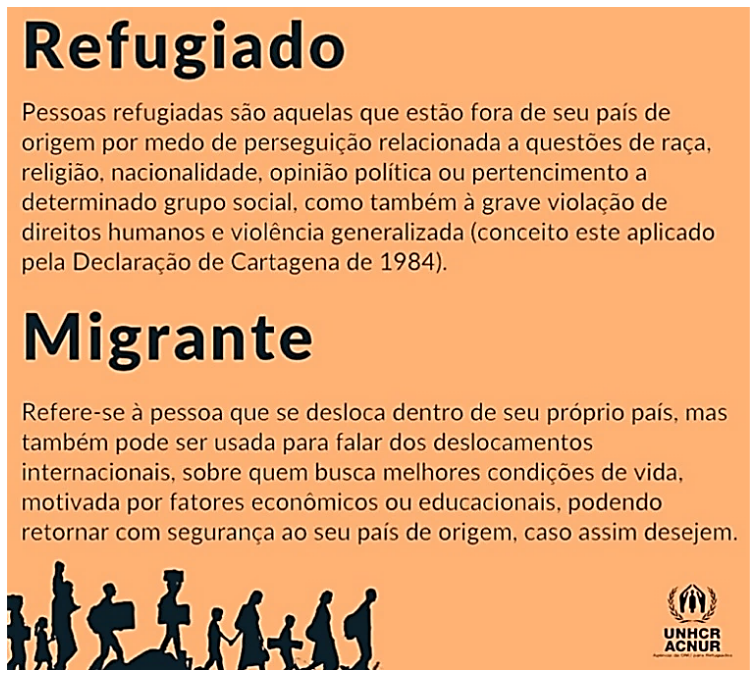 Refugiado
Pessoas refugiadas são aquelas que estão fora de seu país de
origem por medo de perseguição relacionada a questões de raça,
religião, nacionalidade, opinião política ou pertencimento a
determinado grupo social, como também à grave violação de
direitos humanos e violência generalizada (conceito este aplicado
pela Declaração de Cartagena de 1984).
Migrante
Refere-se à pessoa que se desloca dentro de seu próprio país, mas
também pode ser usada para falar dos deslocamentos
internacionais, sobre quem busca melhores condições de vida,
motivada por fatores econômicos ou educacionais, podendo
retornar com segurança ao seu país de origem, caso assim desejem.
UNHCR
ACNUR
Agência da ONU para Refugiados